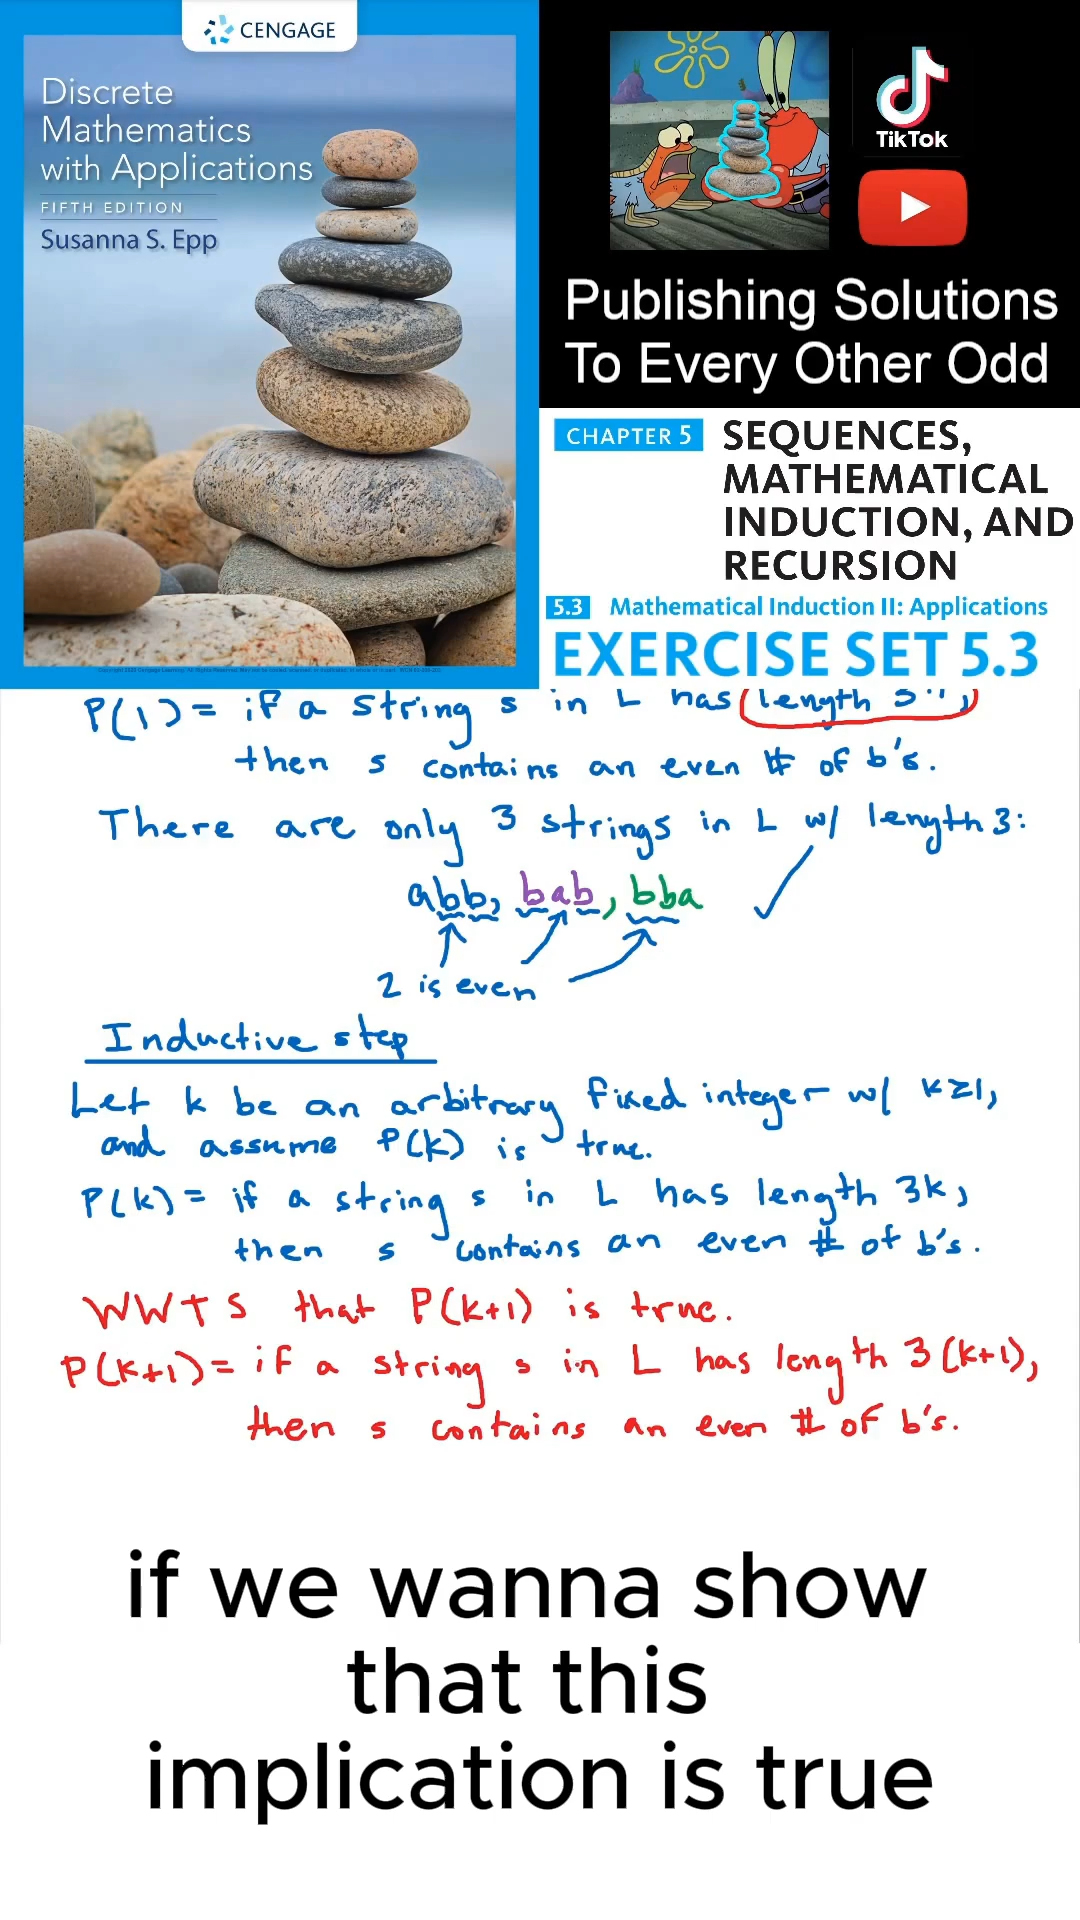 CENGAGE
Discrete
Mathematics
with Applications
FIFTH EDITION
Susanna S. Epp
TikTok
Publishing Solutions
To Every Other Odd
CHAPTER 5 SEQUENCES,
MATHEMATICAL
INDUCTION, AND
RECURSION
5.3 Mathematical Induction II: Applications
EXERCISE SET 5.3
P(1) = if a string s in L has length 3·1,
then s contains an even # of b's.
There are only 3 strings in L w/ length 3:
abb, bab, bba ✓
2 is even
Inductive step
Let k be an arbitrary fixed integer w/ k≥1,
and assume P(k) is true.
P(k) = if a string s in L has length 3k,
then s contains an even # of b's.
WWTS that P(k+1) is true.
P(k+1) = if a string s in L has length 3(k+1),
then s contains an even # of b's.
if we wanna show
that this
implication is true